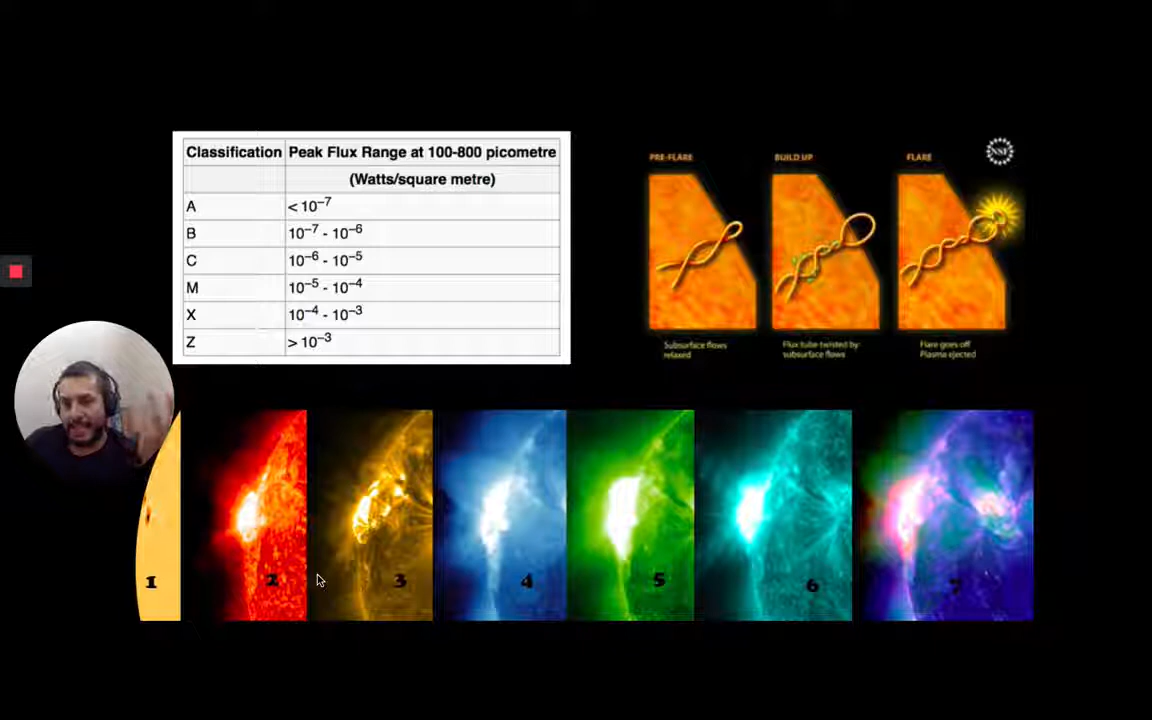 Classification Peak Flux Range at 100-800 picometre
(Watts/square metre)
A < 10⁻⁷
B 10⁻⁷ - 10⁻⁶
C 10⁻⁶ - 10⁻⁵
M 10⁻⁵ - 10⁻⁴
X 10⁻⁴ - 10⁻³
Z > 10⁻³
PRE-FLARE BUILD UP FLARE
NSF
Subsurface flows
relaxed
Flux tube twisted by
subsurface flows
Flare goes off
Plasma ejected
1 2 3 4 5 6 7